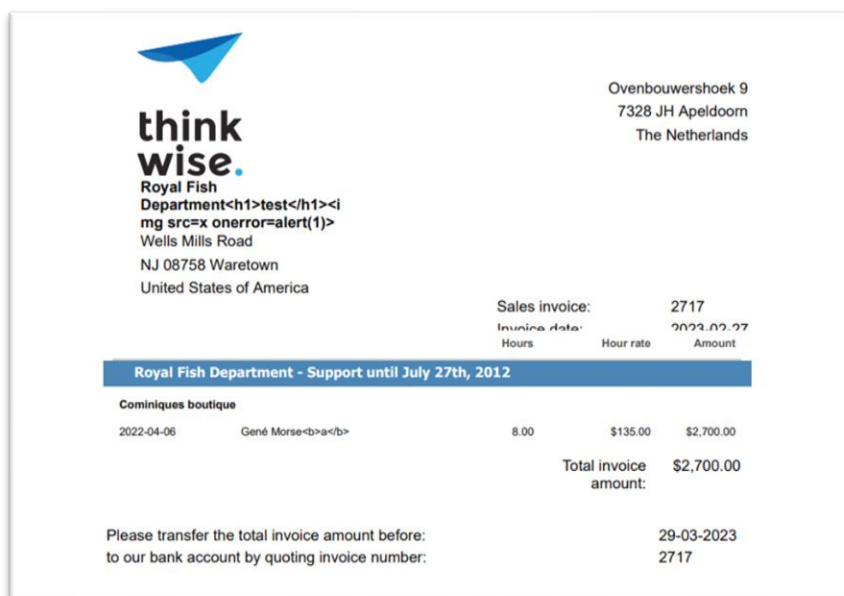 think
wise.
Ovenbouwershoek 9
7328 JH Apeldoorn
The Netherlands
Royal Fish
Department<h1>test</h1><i
mg src=x onerror=alert(1)>
Wells Mills Road
NJ 08758 Waretown
United States of America
Sales invoice: 2717
Invoice date: 2023-02-27
Hours Hour rate Amount
Royal Fish Department - Support until July 27th, 2012
Cominiques boutique
2022-04-06 Gené Morse<b>a</b> 8.00 $135.00 $2,700.00
Total invoice $2,700.00
amount:
Please transfer the total invoice amount before: 29-03-2023
to our bank account by quoting invoice number: 2717